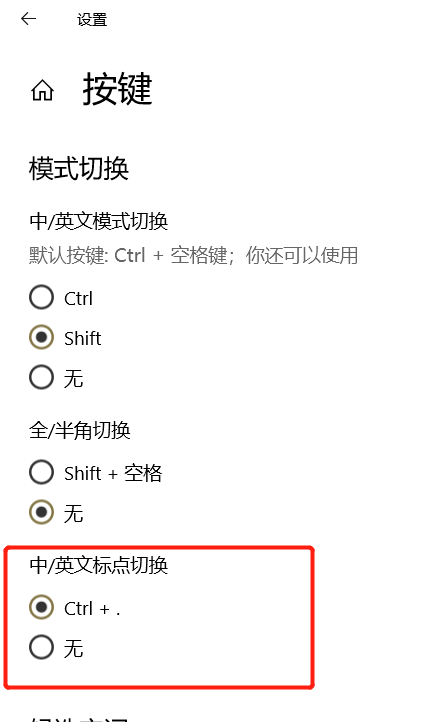 设置
按键
模式切换
中/英文模式切换
默认按键: Ctrl + 空格键；你还可以使用
Ctrl
Shift
无
全/半角切换
Shift + 空格
无
中/英文标点切换
Ctrl + .
无